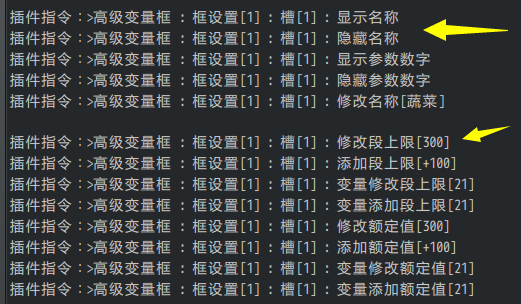 插件指令：>高级变量框 : 框设置[1] : 槽[1] : 显示名称
插件指令：>高级变量框 : 框设置[1] : 槽[1] : 隐藏名称
插件指令：>高级变量框 : 框设置[1] : 槽[1] : 显示参数数字
插件指令：>高级变量框 : 框设置[1] : 槽[1] : 隐藏参数数字
插件指令：>高级变量框 : 框设置[1] : 槽[1] : 修改名称[蔬菜]
插件指令：>高级变量框 : 框设置[1] : 槽[1] : 修改段上限[300]
插件指令：>高级变量框 : 框设置[1] : 槽[1] : 添加段上限[+100]
插件指令：>高级变量框 : 框设置[1] : 槽[1] : 变量修改段上限[21]
插件指令：>高级变量框 : 框设置[1] : 槽[1] : 变量添加段上限[21]
插件指令：>高级变量框 : 框设置[1] : 槽[1] : 修改额定值[300]
插件指令：>高级变量框 : 框设置[1] : 槽[1] : 添加额定值[+100]
插件指令：>高级变量框 : 框设置[1] : 槽[1] : 变量修改额定值[21]
插件指令：>高级变量框 : 框设置[1] : 槽[1] : 变量添加额定值[21]